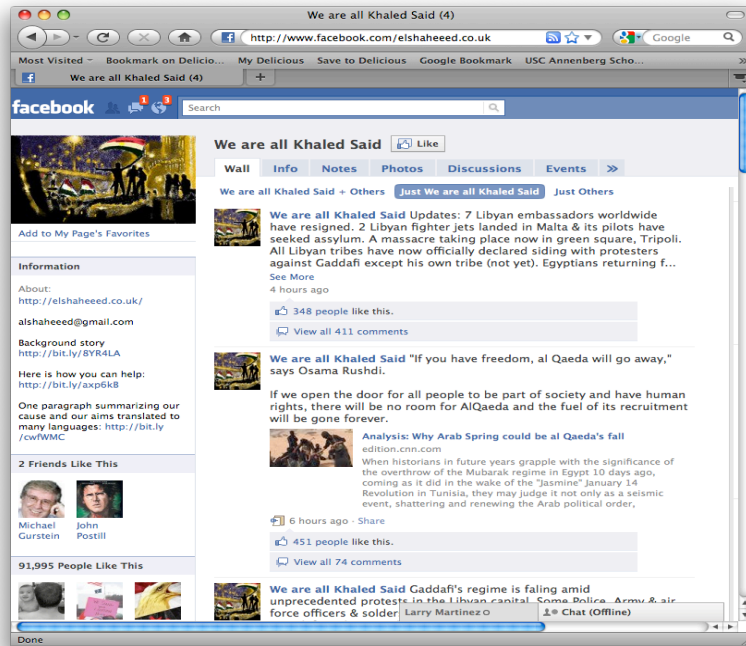 We are all Khaled Said (4)
http://www.facebook.com/elshaheeed.co.uk
Google
Most Visited
Bookmark on Delicio...
My Delicious
Save to Delicious
Google Bookmark
USC Annenberg Scho...
We are all Khaled Said (4)
facebook
1
3
Search
We are all Khaled Said
Like
Wall
Info
Notes
Photos
Discussions
Events
We are all Khaled Said + Others
Just We are all Khaled Said
Just Others
Add to My Page's Favorites
Information
About:
http://elshaheeed.co.uk/
alshaheeed@gmail.com
Background story
http://bit.ly/8YR4LA
Here is how you can help:
http://bit.ly/axp6kB
One paragraph summarizing our
cause and our aims translated to
many languages: http://bit.ly
/cwfWMC
2 Friends Like This
Michael
Gurstein
John
Postill
91,995 People Like This
We are all Khaled Said Updates: 7 Libyan embassadors worldwide
have resigned. 2 Libyan fighter jets landed in Malta & its pilots have
seeked assylum. A massacre taking place now in green square, Tripoli.
All Libyan tribes have now officially declared siding with protesters
against Gaddafi except his own tribe (not yet). Egyptians returning f...
See More
4 hours ago
348 people like this.
View all 411 comments
We are all Khaled Said "If you have freedom, al Qaeda will go away,"
says Osama Rushdi.
If we open the door for all people to be part of society and have human
rights, there will be no room for AlQaeda and the fuel of its recruitment
will be gone forever.
Analysis: Why Arab Spring could be al Qaeda's fall
edition.cnn.com
When historians in future years grapple with the significance of
the overthrow of the Mubarak regime in Egypt 10 days ago,
coming as it did in the wake of the "Jasmine" January 14
Revolution in Tunisia, they may judge it not only as a seismic
event, shattering and renewing the Arab political order,
6 hours ago · Share
451 people like this.
View all 74 comments
We are all Khaled Said Gaddafi's regime is faling amid
unprecedented protests in the Libyan capital. Some Police, Army & air
force officers & solder
Larry Martinez
Chat (Offline)
Done